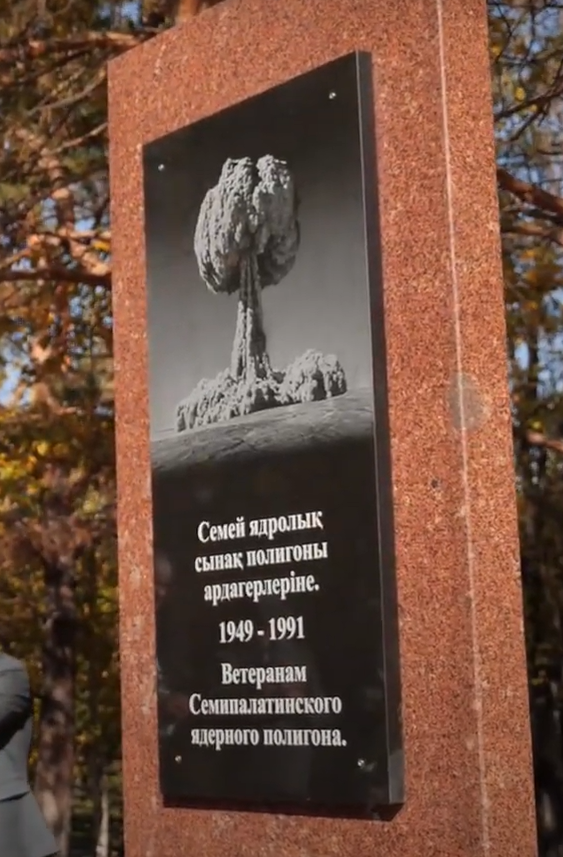 Семей ядролық
сынақ полигоны
ардагерлеріне.
1949 - 1991
Ветеранам
Семипалатинского
ядерного полигона.